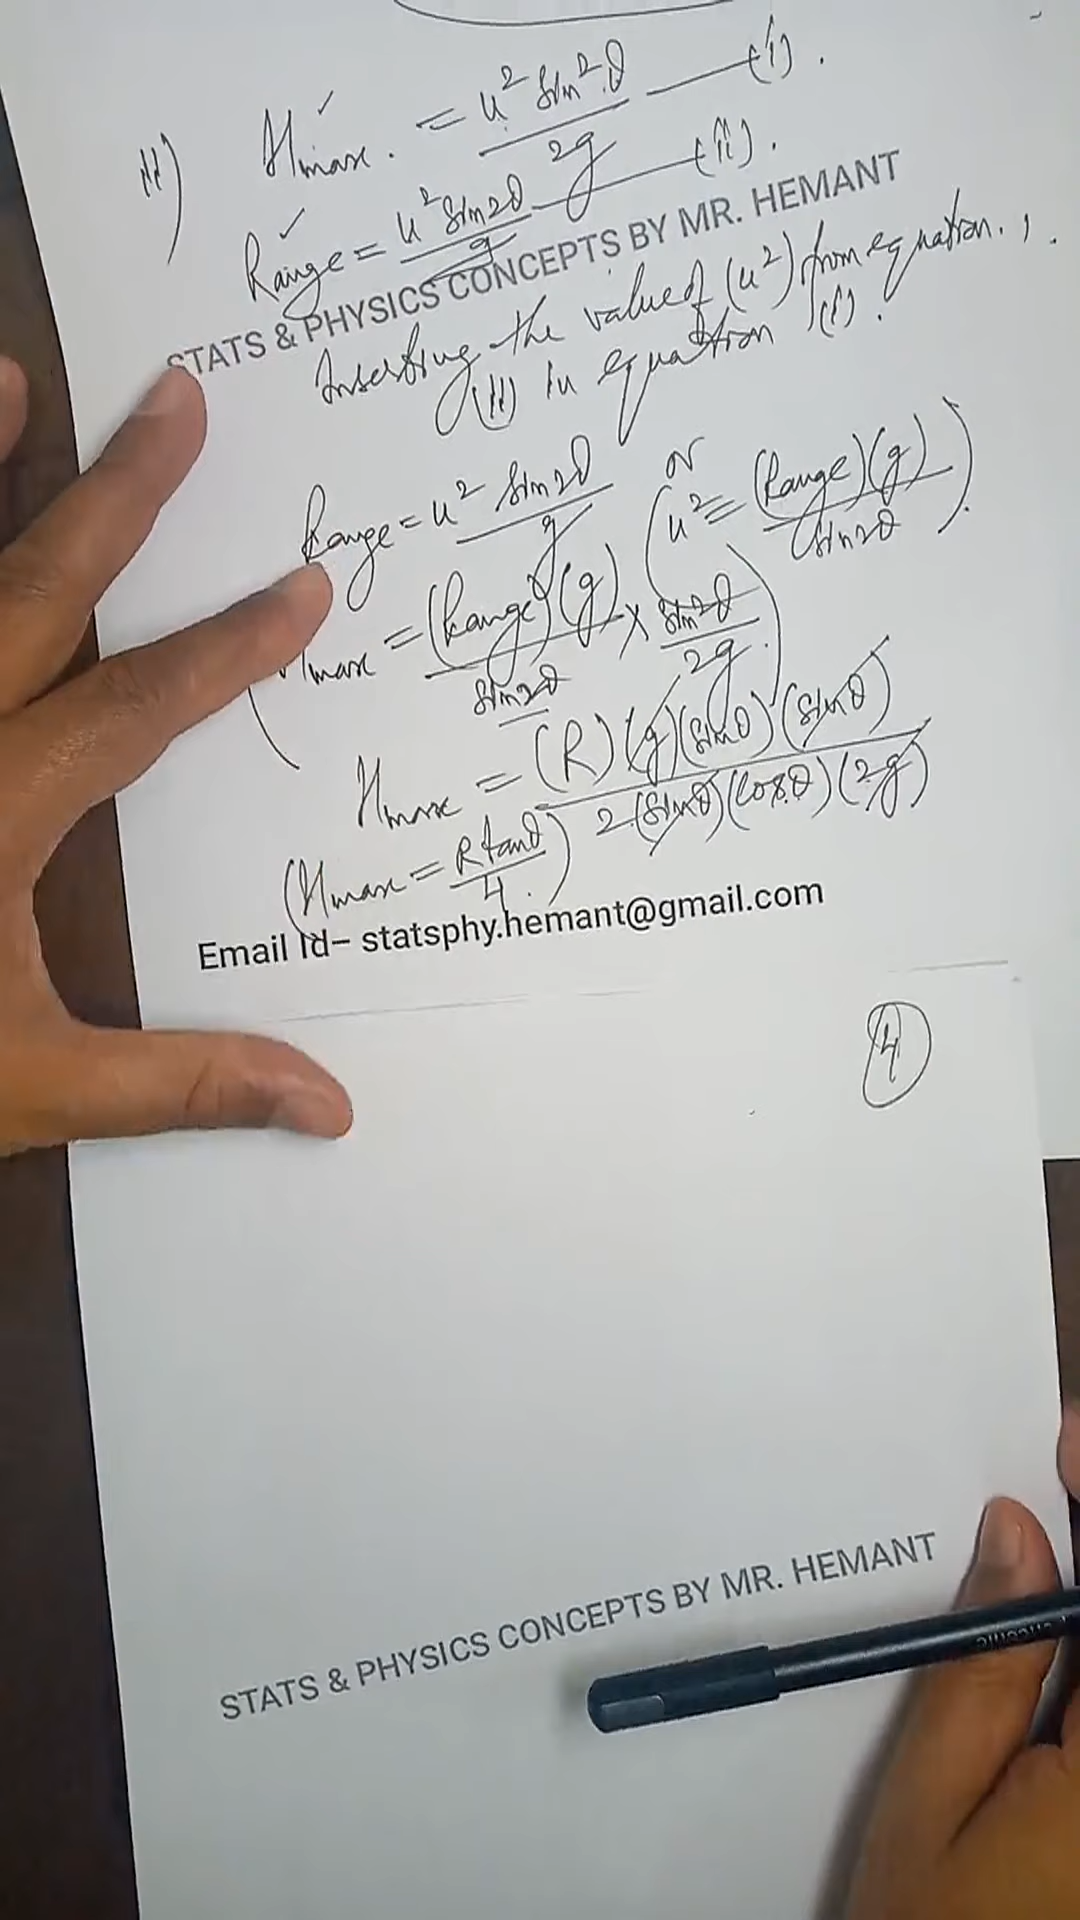 ii) Hmax. = u² Sin²θ / 2g —(i).
Range = u² Sin2θ / g —(ii).
STATS & PHYSICS CONCEPTS BY MR. HEMANT
Inserting the value of (u²) from equation.,
(ii) in equation (i).
Range = u² Sin2θ / g or (u² = (Range)(g) / Sin2θ).
(Hmax = (Range)(g) / Sin2θ × Sin²θ / 2g)
Hmax = (R)(g)(Sinθ)(Sinθ) / 2(Sinθ)(Cosθ)(2g)
(Hmax = R tanθ / 4.)
Email Id– statsphy.hemant@gmail.com
4
STATS & PHYSICS CONCEPTS BY MR. HEMANT